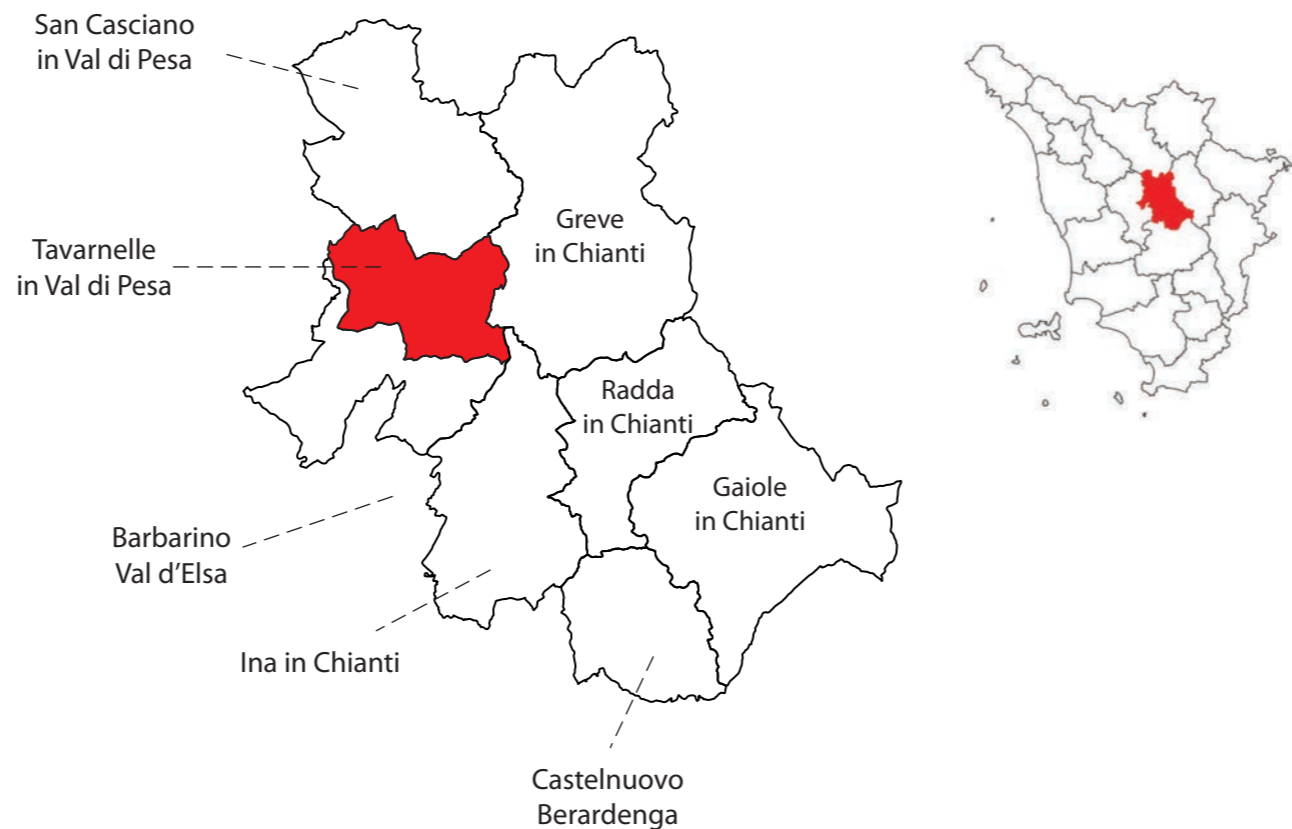 San Casciano
in Val di Pesa
Greve
in Chianti
Tavarnelle
in Val di Pesa
Radda
in Chianti
Gaiole
in Chianti
Barbarino
Val d'Elsa
Ina in Chianti
Castelnuovo
Berardenga